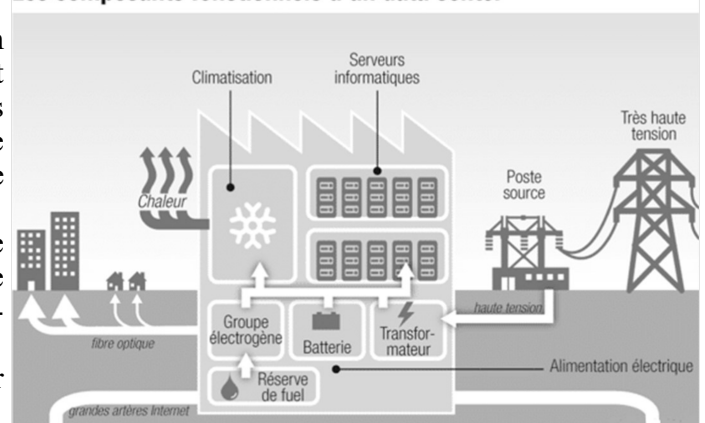 Climatisation
Serveurs
informatiques
Très haute
tension
Poste
source
Chaleur
haute tension
Groupe
électrogène
Batterie
Transfor-
mateur
fibre optique
Alimentation électrique
Réserve
de fuel
grandes artères Internet